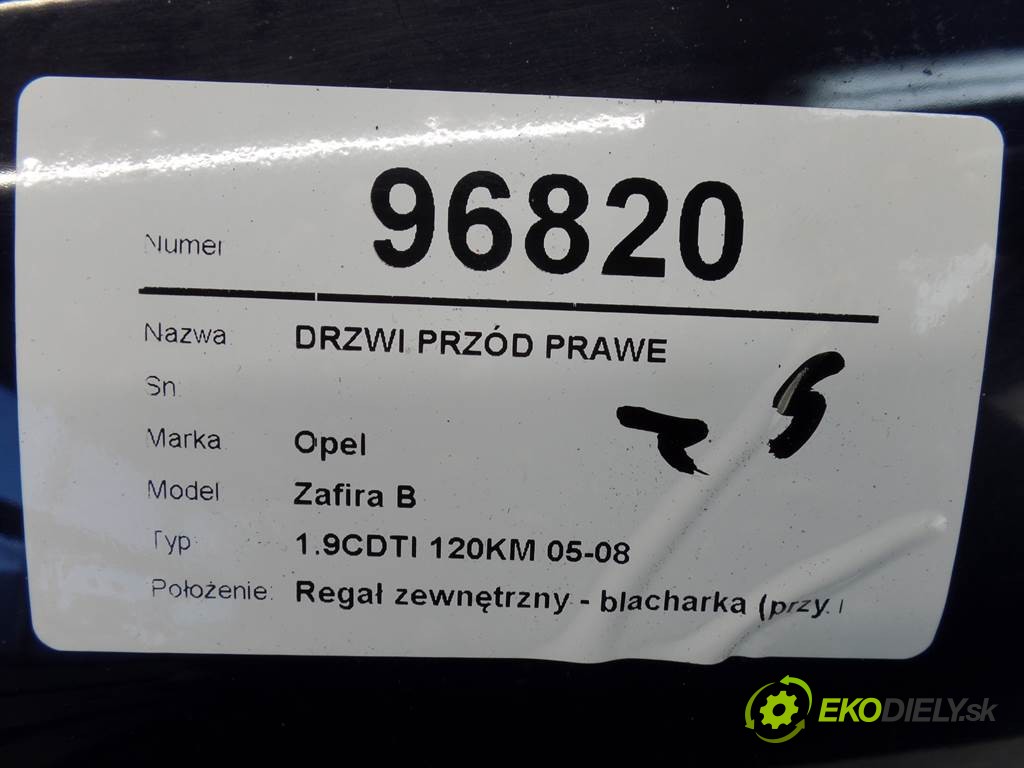 Numer 96820
Nazwa DRZWI PRZÓD PRAWE
Sn
Marka Opel
Model Zafira B
Typ 1.9CDTI 120KM 05-08
Położenie: Regał zewnętrzny - blacharka (przy.
EKODIELY.sk